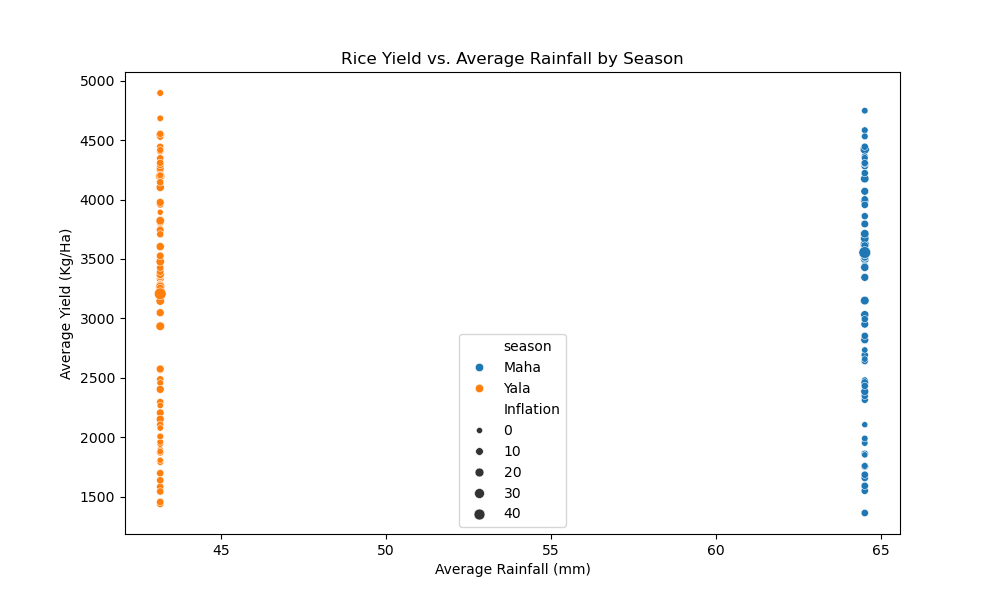 Rice Yield vs. Average Rainfall by Season
5000
4500
4000
3500
3000
2500
2000
1500
Average Yield (Kg/Ha)
season
Maha
Yala
Inflation
0
10
20
30
40
45
50
55
60
65
Average Rainfall (mm)